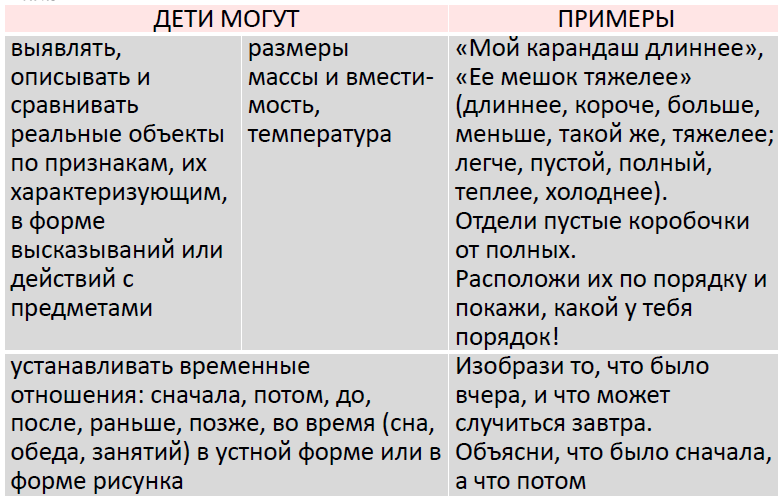 ДЕТИ МОГУТ
ПРИМЕРЫ
выявлять,
описывать и
сравнивать
реальные объекты
по признакам, их
характеризующим,
в форме
высказываний или
действий с
предметами
размеры
массы и вмести-
мость,
температура
«Мой карандаш длиннее»,
«Ее мешок тяжелее»
(длиннее, короче, больше,
меньше, такой же, тяжелее;
легче, пустой, полный,
теплее, холоднее).
Отдели пустые коробочки
от полных.
Расположи их по порядку и
покажи, какой у тебя
порядок!
устанавливать временные
отношения: сначала, потом, до,
после, раньше, позже, во время (сна,
обеда, занятий) в устной форме или в
форме рисунка
Изобрази то, что было
вчера, и что может
случиться завтра.
Объясни, что было сначала,
а что потом